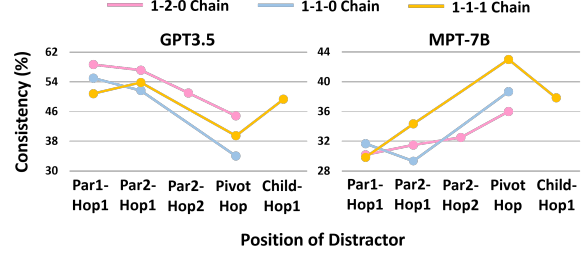 1-2-0 Chain 1-1-0 Chain 1-1-1 Chain
GPT3.5 MPT-7B
Consistency (%)
62
54
46
38
30
44
40
36
32
28
Par1- Par2- Par2- Pivot Child-
Hop1 Hop1 Hop2 Hop Hop1
Par1- Par2- Par2- Pivot Child-
Hop1 Hop1 Hop2 Hop Hop1
Position of Distractor